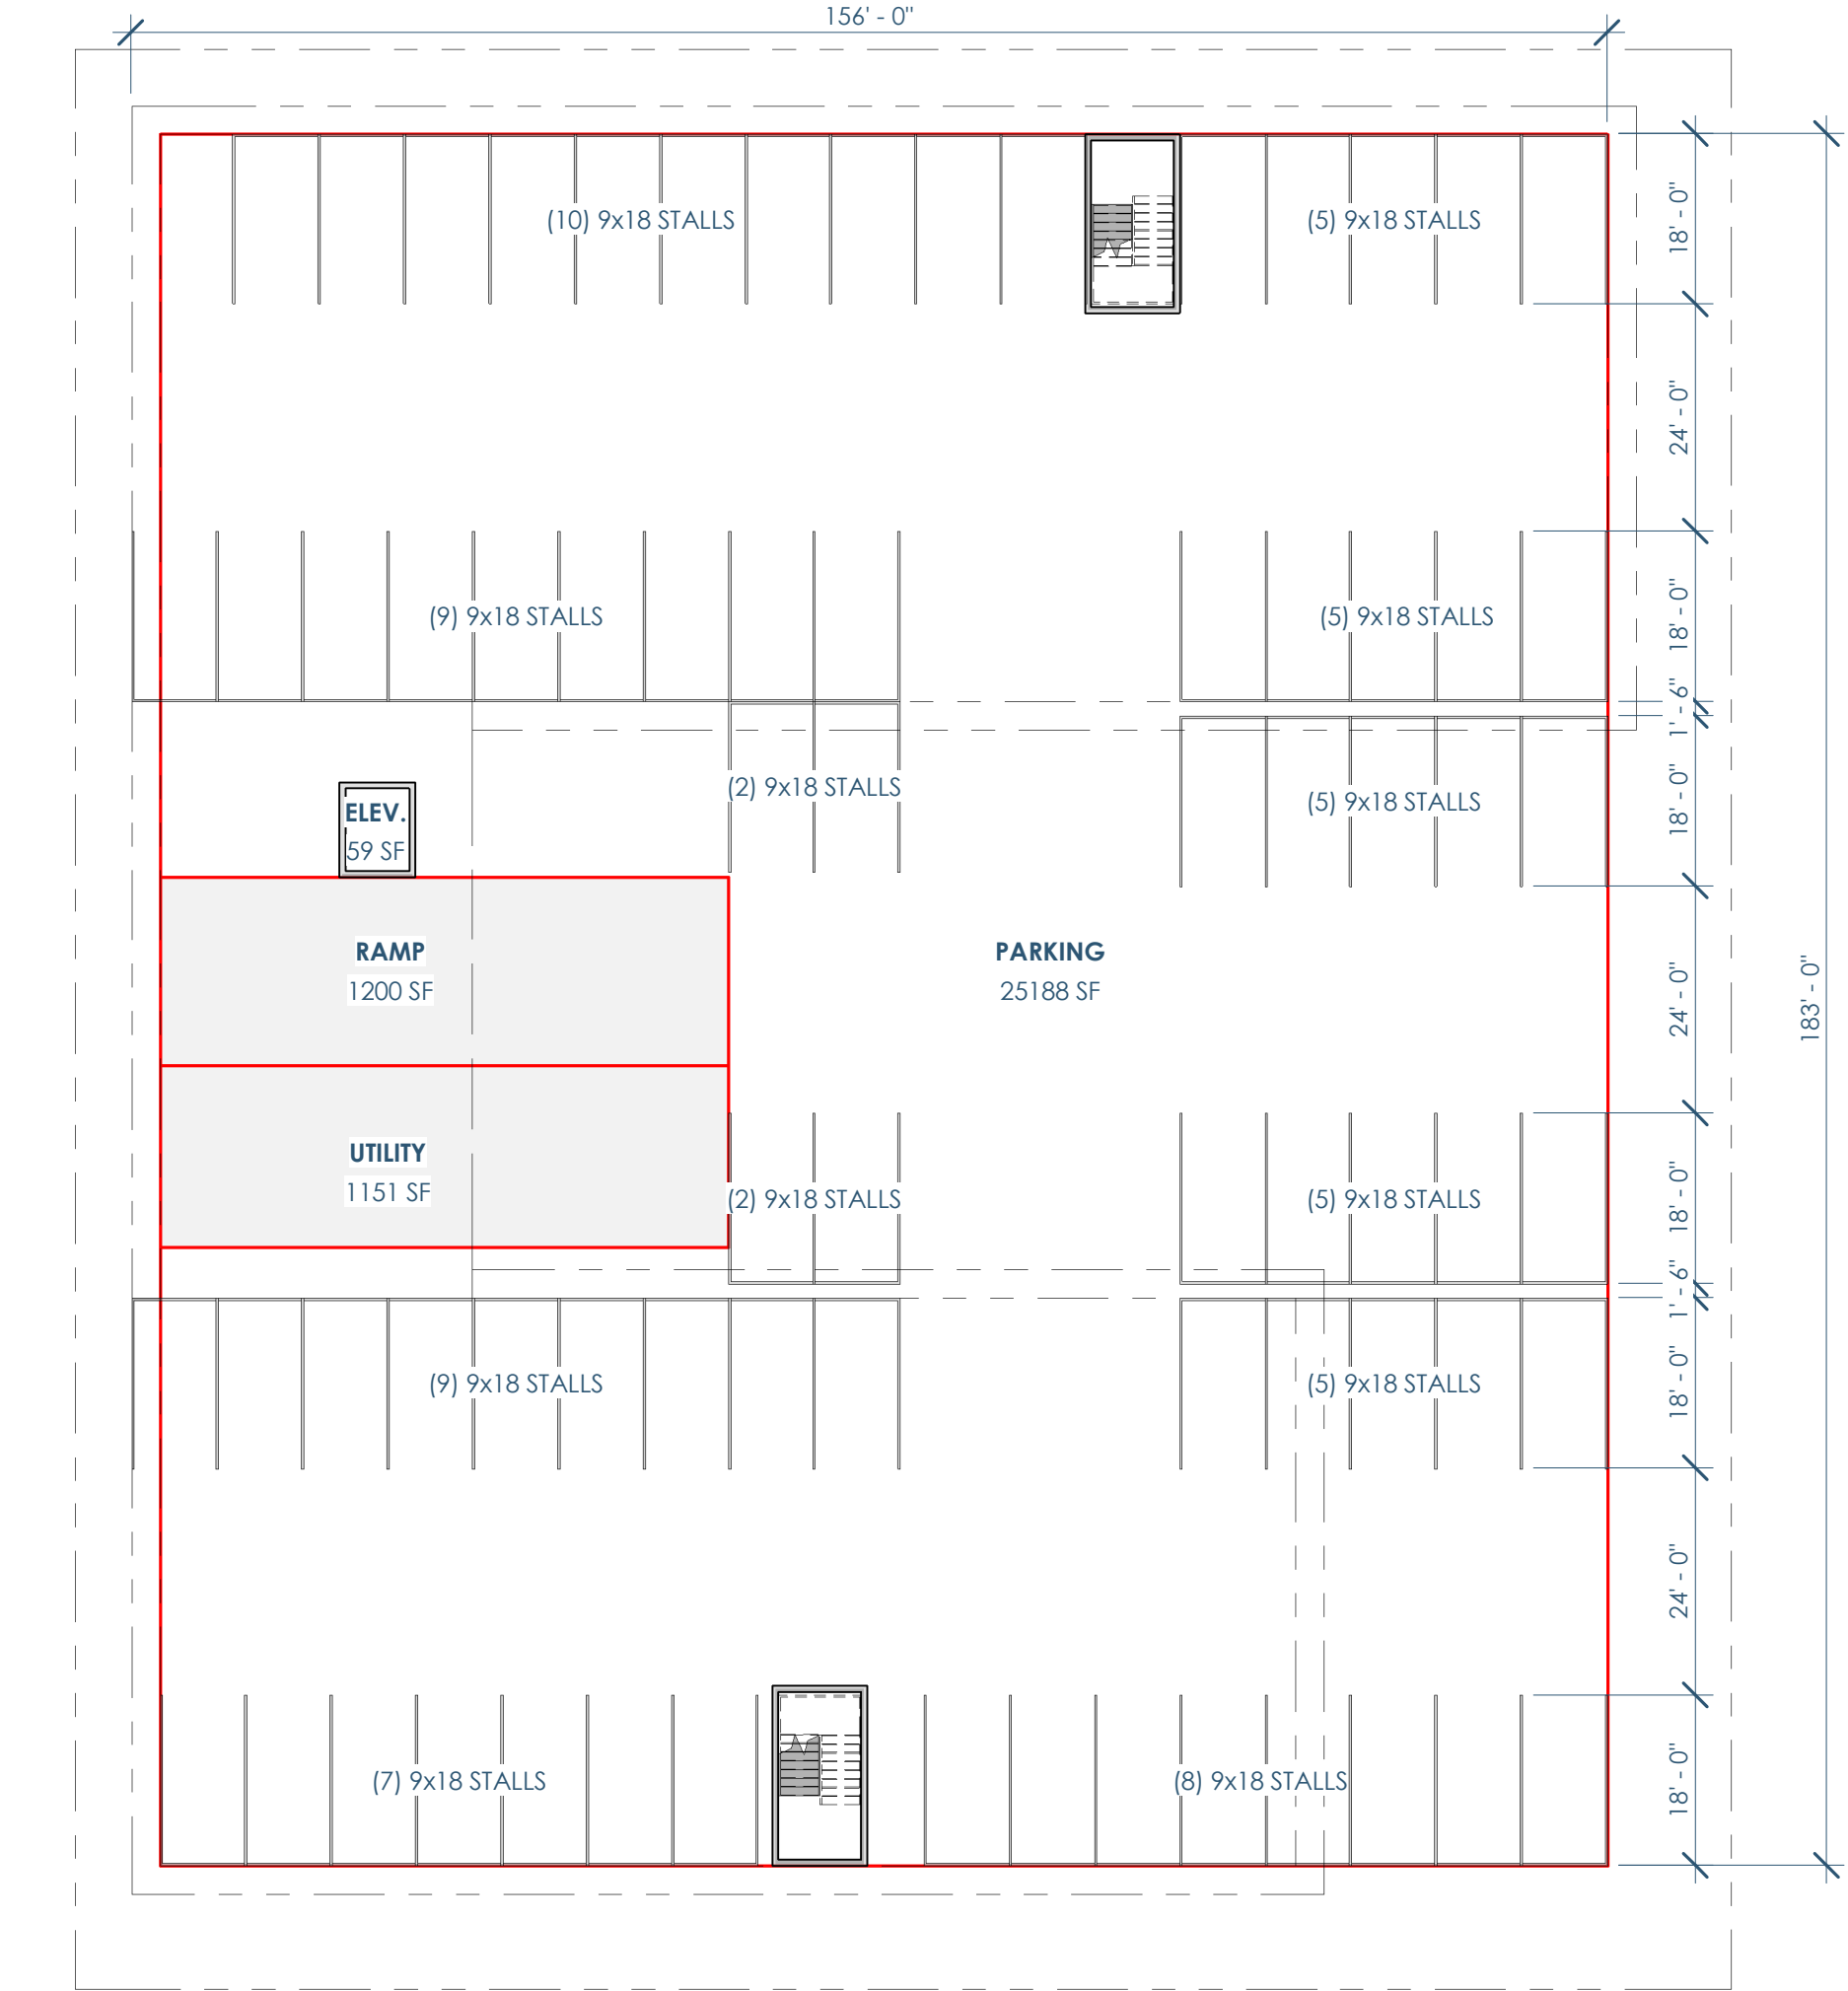 156' - 0"
(10) 9x18 STALLS
(5) 9x18 STALLS
18' - 0"
24' - 0"
(9) 9x18 STALLS
(5) 9x18 STALLS
18' - 0"
1' - 6"
(2) 9x18 STALLS
(5) 9x18 STALLS
18' - 0"
ELEV.
59 SF
RAMP
1200 SF
PARKING
25188 SF
24' - 0"
183' - 0"
UTILITY
1151 SF
(2) 9x18 STALLS
(5) 9x18 STALLS
18' - 0"
1' - 6"
(9) 9x18 STALLS
(5) 9x18 STALLS
18' - 0"
24' - 0"
(7) 9x18 STALLS
(8) 9x18 STALLS
18' - 0"